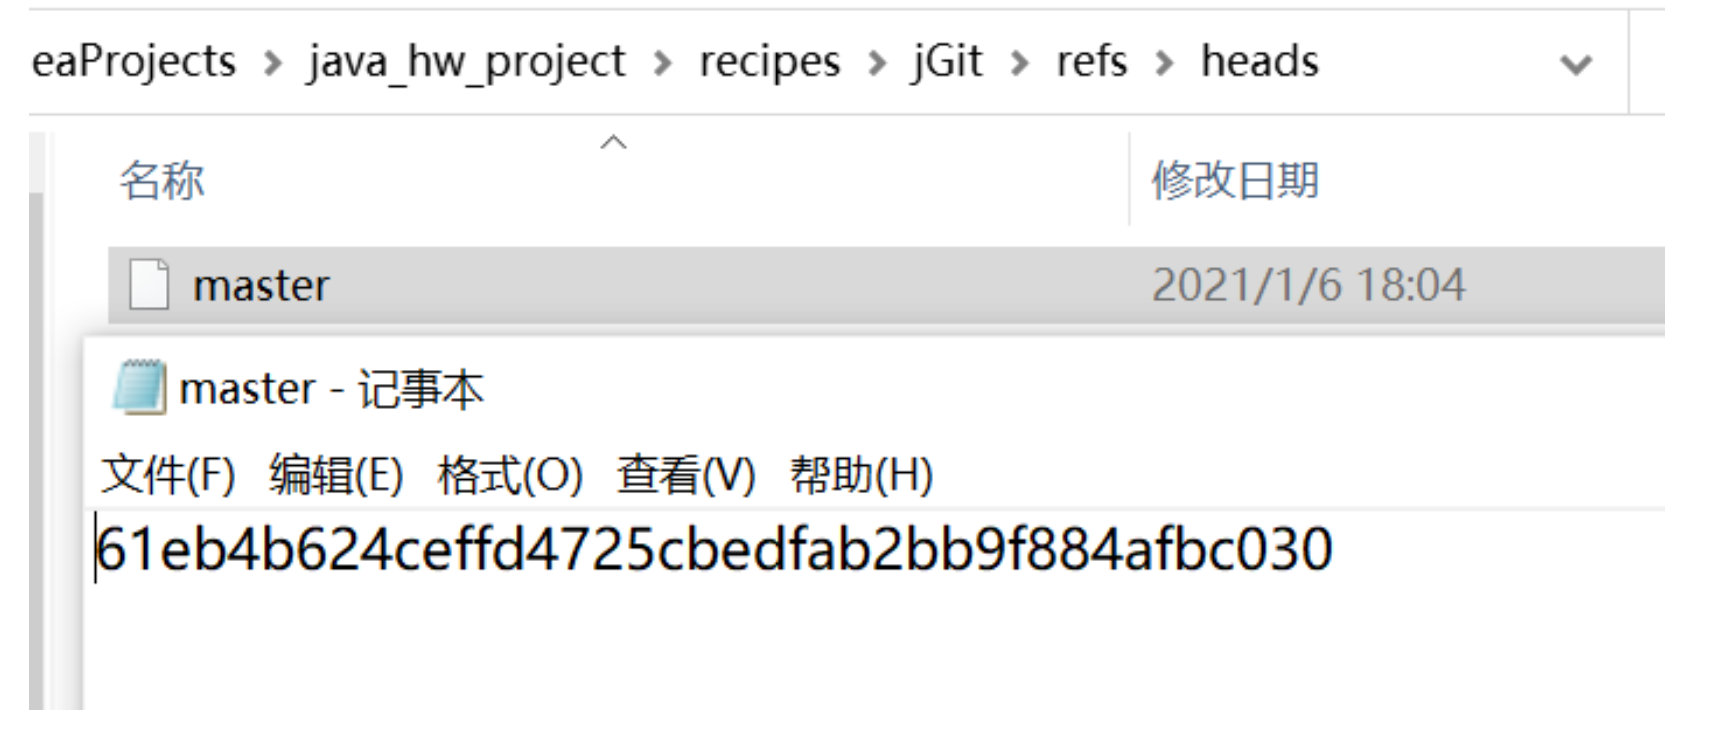 eaProjects > java_hw_project > recipes > jGit > refs > heads
名称 修改日期
master 2021/1/6 18:04
master - 记事本
文件(F) 编辑(E) 格式(O) 查看(V) 帮助(H)
61eb4b624ceffd4725cbedfab2bb9f884afbc030